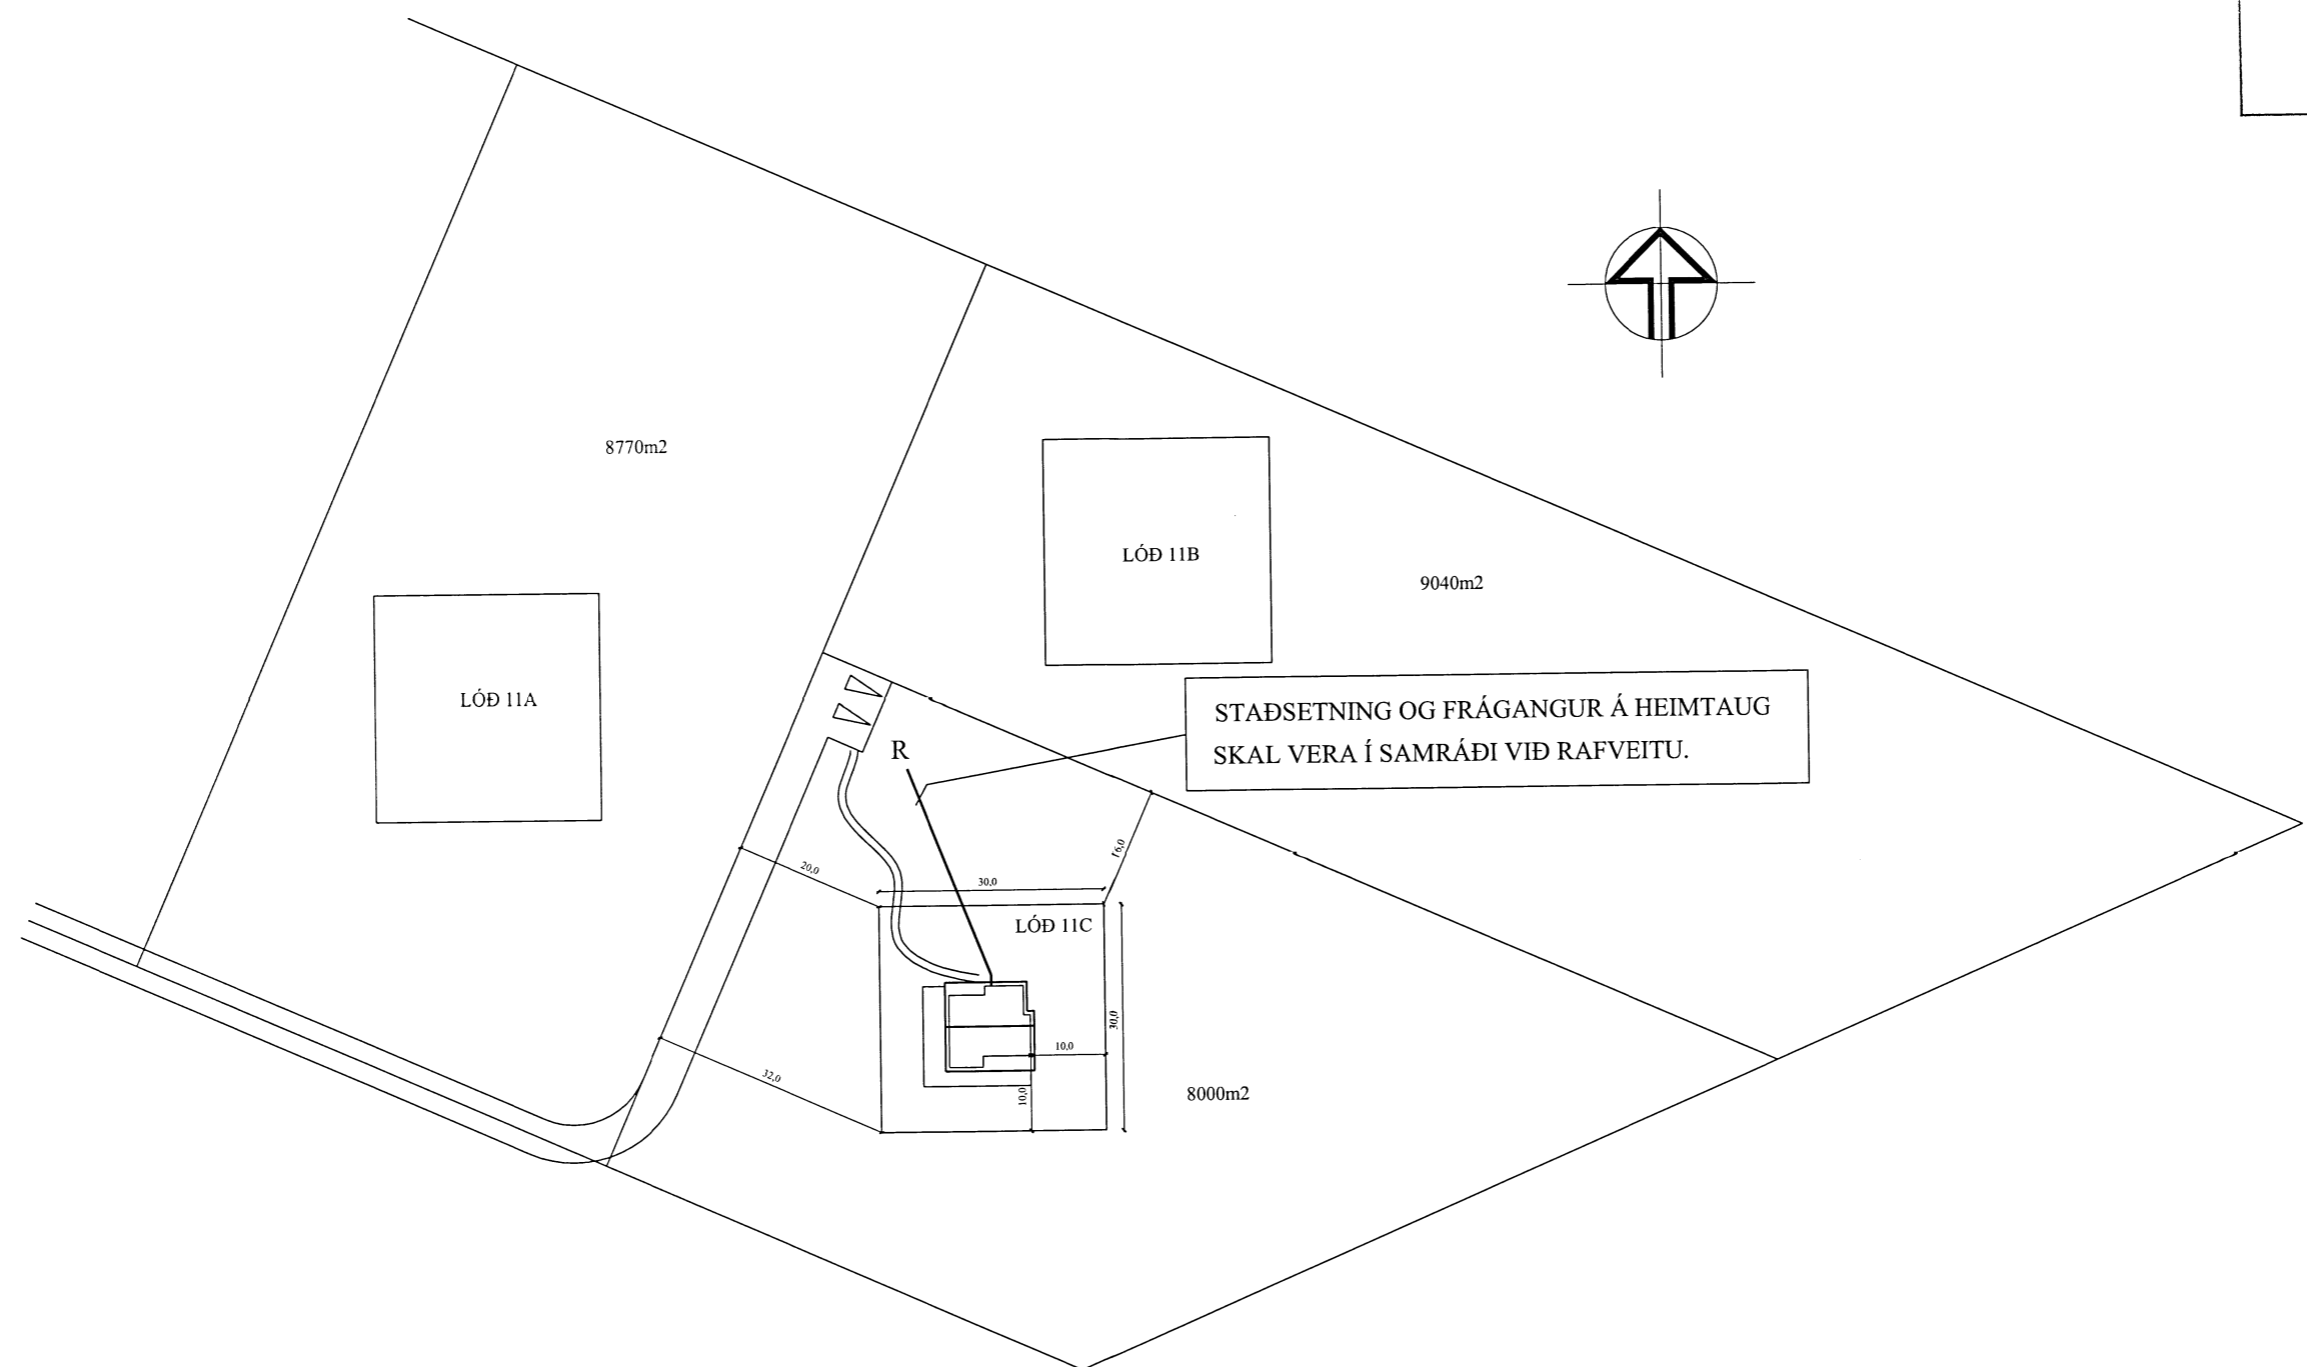 8770m2
LÓÐ 11B
9040m2
LÓÐ 11A
STAÐSETNING OG FRÁGANGUR Á HEIMTAUG
SKAL VERA Í SAMRÁÐI VIÐ RAFVEITU.
R
16,0
20,0
30,0
LÓÐ 11C
30,0
10,0
32,0
10,0
8000m2